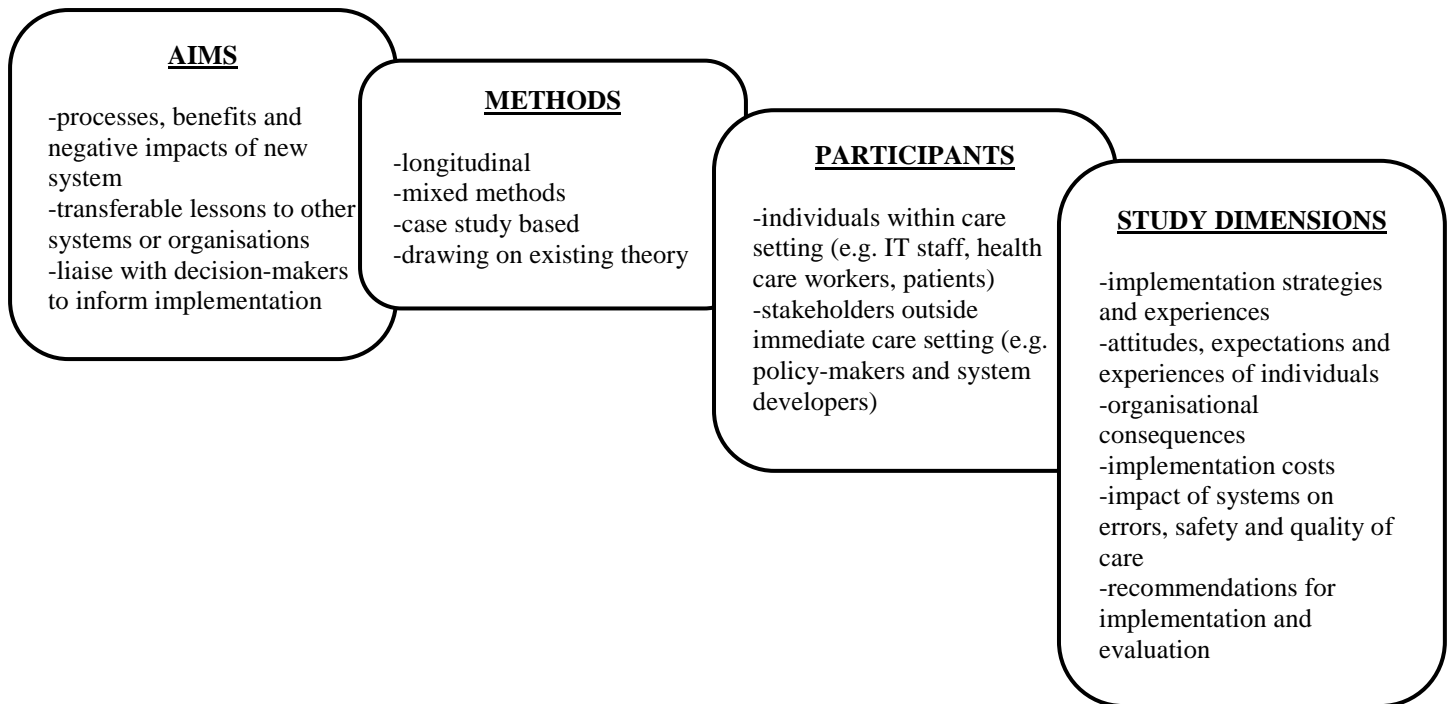 AIMS
-processes, benefits and
negative impacts of new
system
-transferable lessons to other
systems or organisations
-liaise with decision-makers
to inform implementation
METHODS
-longitudinal
-mixed methods
-case study based
-drawing on existing theory
PARTICIPANTS
-individuals within care
setting (e.g. IT staff, health
care workers, patients)
-stakeholders outside
immediate care setting (e.g.
policy-makers and system
developers)
STUDY DIMENSIONS
-implementation strategies
and experiences
-attitudes, expectations and
experiences of individuals
-organisational
consequences
-implementation costs
-impact of systems on
errors, safety and quality of
care
-recommendations for
implementation and
evaluation